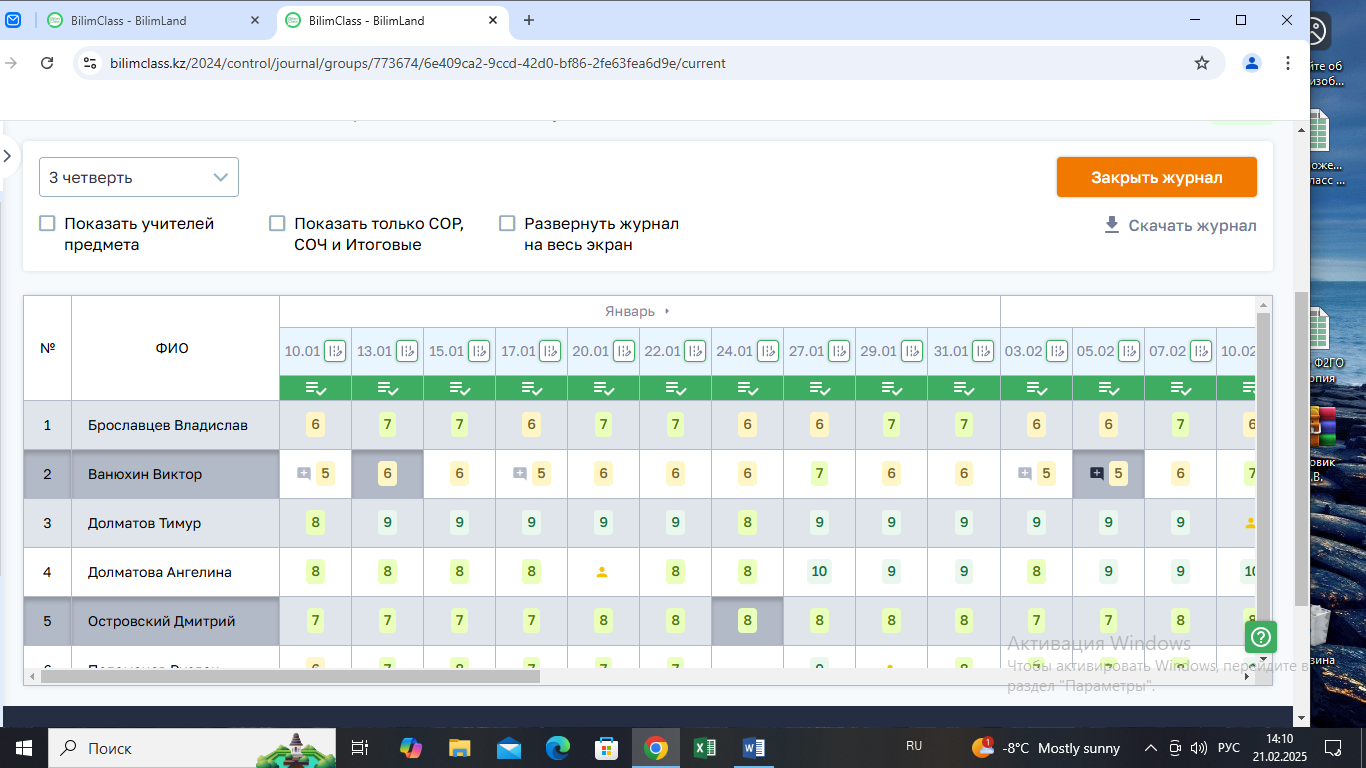 BilimClass - BilimLand
BilimClass - BilimLand
bilimclass.kz/2024/control/journal/groups/773674/6e409ca2-9ccd-42d0-bf86-2fe63fea6d9e/current
3 четверть
Закрыть журнал
Показать учителей
предмета
Показать только СОР,
СОЧ и Итоговые
Развернуть журнал
на весь экран
Скачать журнал
№ ФИО Январь
10.01 13.01 15.01 17.01 20.01 22.01 24.01 27.01 29.01 31.01 03.02 05.02 07.02 10.02
1 Брославцев Владислав 6 7 7 6 7 7 6 6 7 7 6 6 7 6
2 Ванюхин Виктор 5 6 6 5 6 6 6 7 6 6 5 5 6 7
3 Долматов Тимур 8 9 9 9 9 9 8 9 9 9 9 9 9
4 Долматова Ангелина 8 8 8 8 8 8 10 9 9 8 9 9 10
5 Островский Дмитрий 7 7 7 7 8 8 8 8 8 8 7 7 8 8
Активация Windows
Чтобы активировать Windows, перейдите в
раздел "Параметры".
Поиск
RU
1
-8°C Mostly sunny
РУС
14:10
21.02.2025